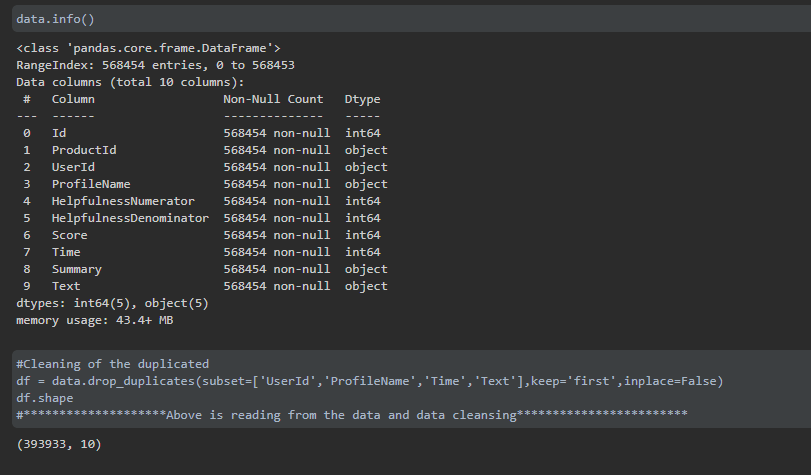 data.info()
<class 'pandas.core.frame.DataFrame'>
RangeIndex: 568454 entries, 0 to 568453
Data columns (total 10 columns):
 #   Column                  Non-Null Count   Dtype
---  ------                  --------------   -----
 0   Id                      568454 non-null  int64
 1   ProductId               568454 non-null  object
 2   UserId                  568454 non-null  object
 3   ProfileName             568454 non-null  object
 4   HelpfulnessNumerator    568454 non-null  int64
 5   HelpfulnessDenominator  568454 non-null  int64
 6   Score                   568454 non-null  int64
 7   Time                    568454 non-null  int64
 8   Summary                 568454 non-null  object
 9   Text                    568454 non-null  object
dtypes: int64(5), object(5)
memory usage: 43.4+ MB
#Cleaning of the duplicated
df = data.drop_duplicates(subset=['UserId','ProfileName','Time','Text'],keep='first',inplace=False)
df.shape
#********************Above is reading from the data and data cleansing************************
(393933, 10)